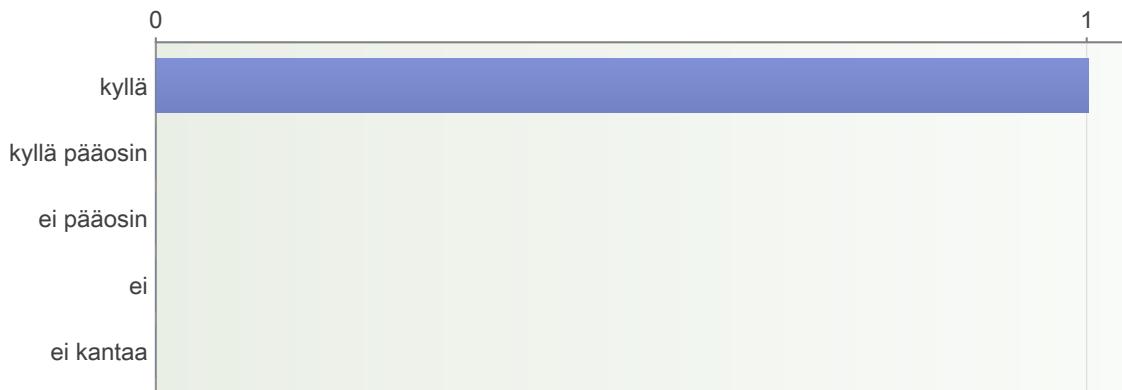 0 1
kyllä
kyllä pääosin
ei pääosin
ei
ei kantaa